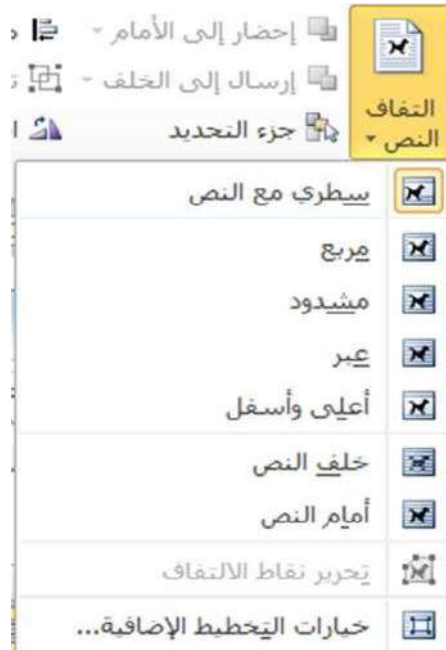 التفاف النص
إحضار إلى الأمام
إرسال إلى الخلف
جزء التحديد
سطري مع النص
مربع
مشدود
عبر
أعلى وأسفل
خلف النص
أمام النص
تحرير نقاط الالتفاف
خيارات التخطيط الإضافية...